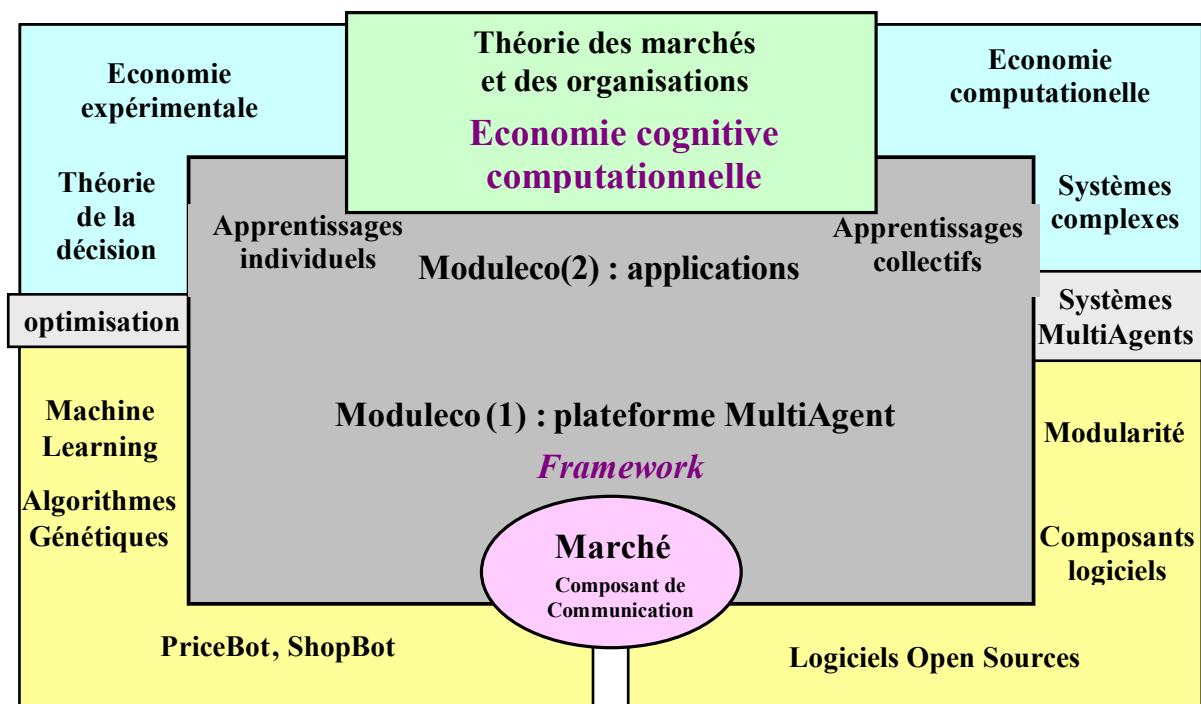 Théorie des marchés
et des organisations
Economie cognitive
computationnelle
Economie
expérimentale
Economie
computationelle
Théorie
de la
décision
Systèmes
complexes
Apprentissages
individuels
Apprentissages
collectifs
Moduleco(2) : applications
optimisation
Systèmes
MultiAgents
Machine
Learning
Moduleco (1) : plateforme MultiAgent
Framework
Modularité
Algorithmes
Génétiques
Marché
Composant de
Communication
Composants
logiciels
PriceBot, ShopBot
Logiciels Open Sources